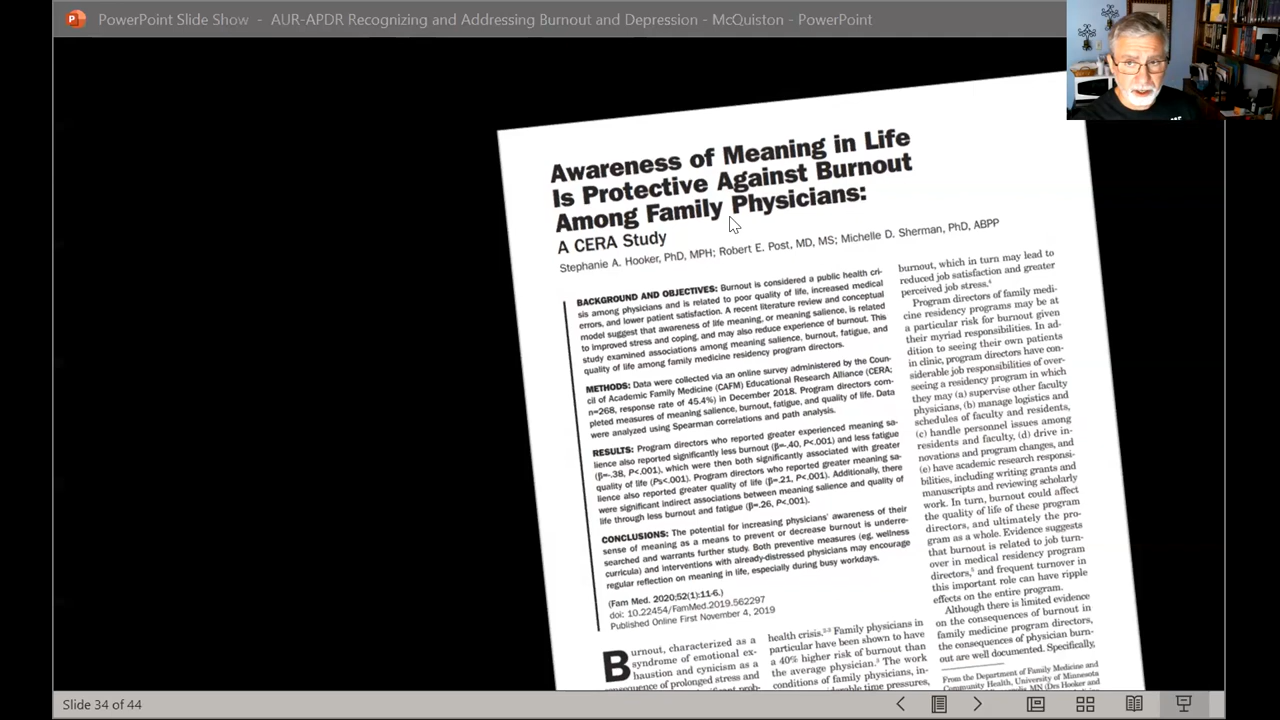 PowerPoint Slide Show - AUR-APDR Recognizing and Addressing Burnout and Depression - McQuiston - PowerPoint
Awareness of Meaning in Life
Is Protective Against Burnout
Among Family Physicians:
A CERA Study
Stephanie A. Hooker, PhD, MPH; Robert E. Post, MD, MS; Michelle D. Sherman, PhD, ABPP
BACKGROUND AND OBJECTIVES: Burnout is considered a public health cri-
sis among physicians and is related to poor quality of life, increased medical
errors, and lower patient satisfaction. A recent literature review and conceptual
model suggest that awareness of life meaning, or meaning salience, is related
to improved stress and coping, and may also reduce experience of burnout. This
study examined associations among meaning salience, burnout, fatigue, and
quality of life among family medicine residency program directors.
METHODS: Data were collected via an online survey administered by the Coun-
cil of Academic Family Medicine (CAFM) Educational Research Alliance (CERA;
n=268, response rate of 45.4%) in December 2018. Program directors com-
pleted measures of meaning salience, burnout, fatigue, and quality of life. Data
were analyzed using Spearman correlations and path analysis.
RESULTS: Program directors who reported greater experienced meaning sa-
lience also reported significantly less burnout (β=-.40, P<.001) and less fatigue
(β=-.38, P<.001), which were then both significantly associated with greater
quality of life (Ps<.001). Program directors who reported greater meaning sa-
lience also reported greater quality of life (β=.21, P<.001). Additionally, there
were significant indirect associations between meaning salience and quality of
life through less burnout and fatigue (β=.26, P<.001).
CONCLUSIONS: The potential for increasing physicians' awareness of their
sense of meaning as a means to prevent or decrease burnout is underre-
searched and warrants further study. Both preventive measures (eg, wellness
curricula) and interventions with already-distressed physicians may encourage
regular reflection on meaning in life, especially during busy workdays.
(Fam Med. 2020;52(1):11-6.)
doi: 10.22454/FamMed.2019.562297
Published Online First November 4, 2019
Burnout, characterized as a
syndrome of emotional ex-
haustion and cynicism as a
consequence of prolonged stress and
health crisis.²⁻³ Family physicians in
particular have been shown to have
a 40% higher risk of burnout than
the average physician.³ The work
conditions of family physicians, in-
time pressures,
burnout, which in turn may lead to
reduced job satisfaction and greater
perceived job stress.⁴
Program directors of family medi-
cine residency programs may be at
a particular risk for burnout given
their myriad responsibilities. In ad-
dition to seeing their own patients
in clinic, program directors have con-
siderable job responsibilities of over-
seeing a residency program in which
they may (a) supervise other faculty
physicians, (b) manage logistics and
schedules of faculty and residents,
(c) handle personnel issues among
residents and faculty, (d) drive in-
novations and program changes, and
(e) have academic research responsi-
bilities, including writing grants and
manuscripts and reviewing scholarly
work. In turn, burnout could affect
the quality of life of these program
directors, and ultimately the pro-
gram as a whole. Evidence suggests
that burnout is related to job turn-
over in medical residency program
directors,⁵ and frequent turnover in
this important role can have ripple
effects on the entire program.
Although there is limited evidence
on the consequences of burnout in
family medicine program directors,
the consequences of physician burn-
out are well documented. Specifically,
From the Department of Family Medicine and
Community Health, University of Minnesota
MN (Drs Hooker and
Slide 34 of 44